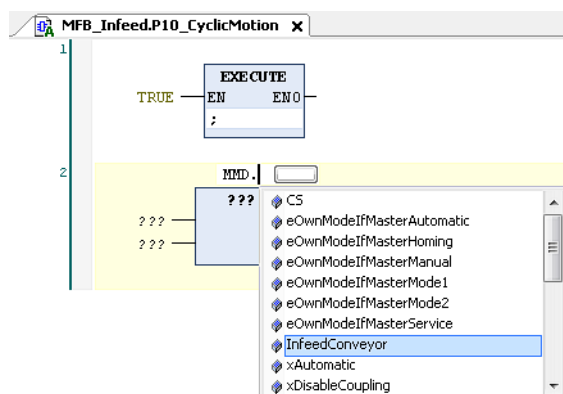 MFB_Infeed.P10_CyclicMotion X
1
EXECUTE
TRUE EN ENO
;
2
MMD.
???
???
???
CS
eOwnModeIfMasterAutomatic
eOwnModeIfMasterHoming
eOwnModeIfMasterManual
eOwnModeIfMasterMode1
eOwnModeIfMasterMode2
eOwnModeIfMasterService
InfeedConveyor
xAutomatic
xDisableCoupling